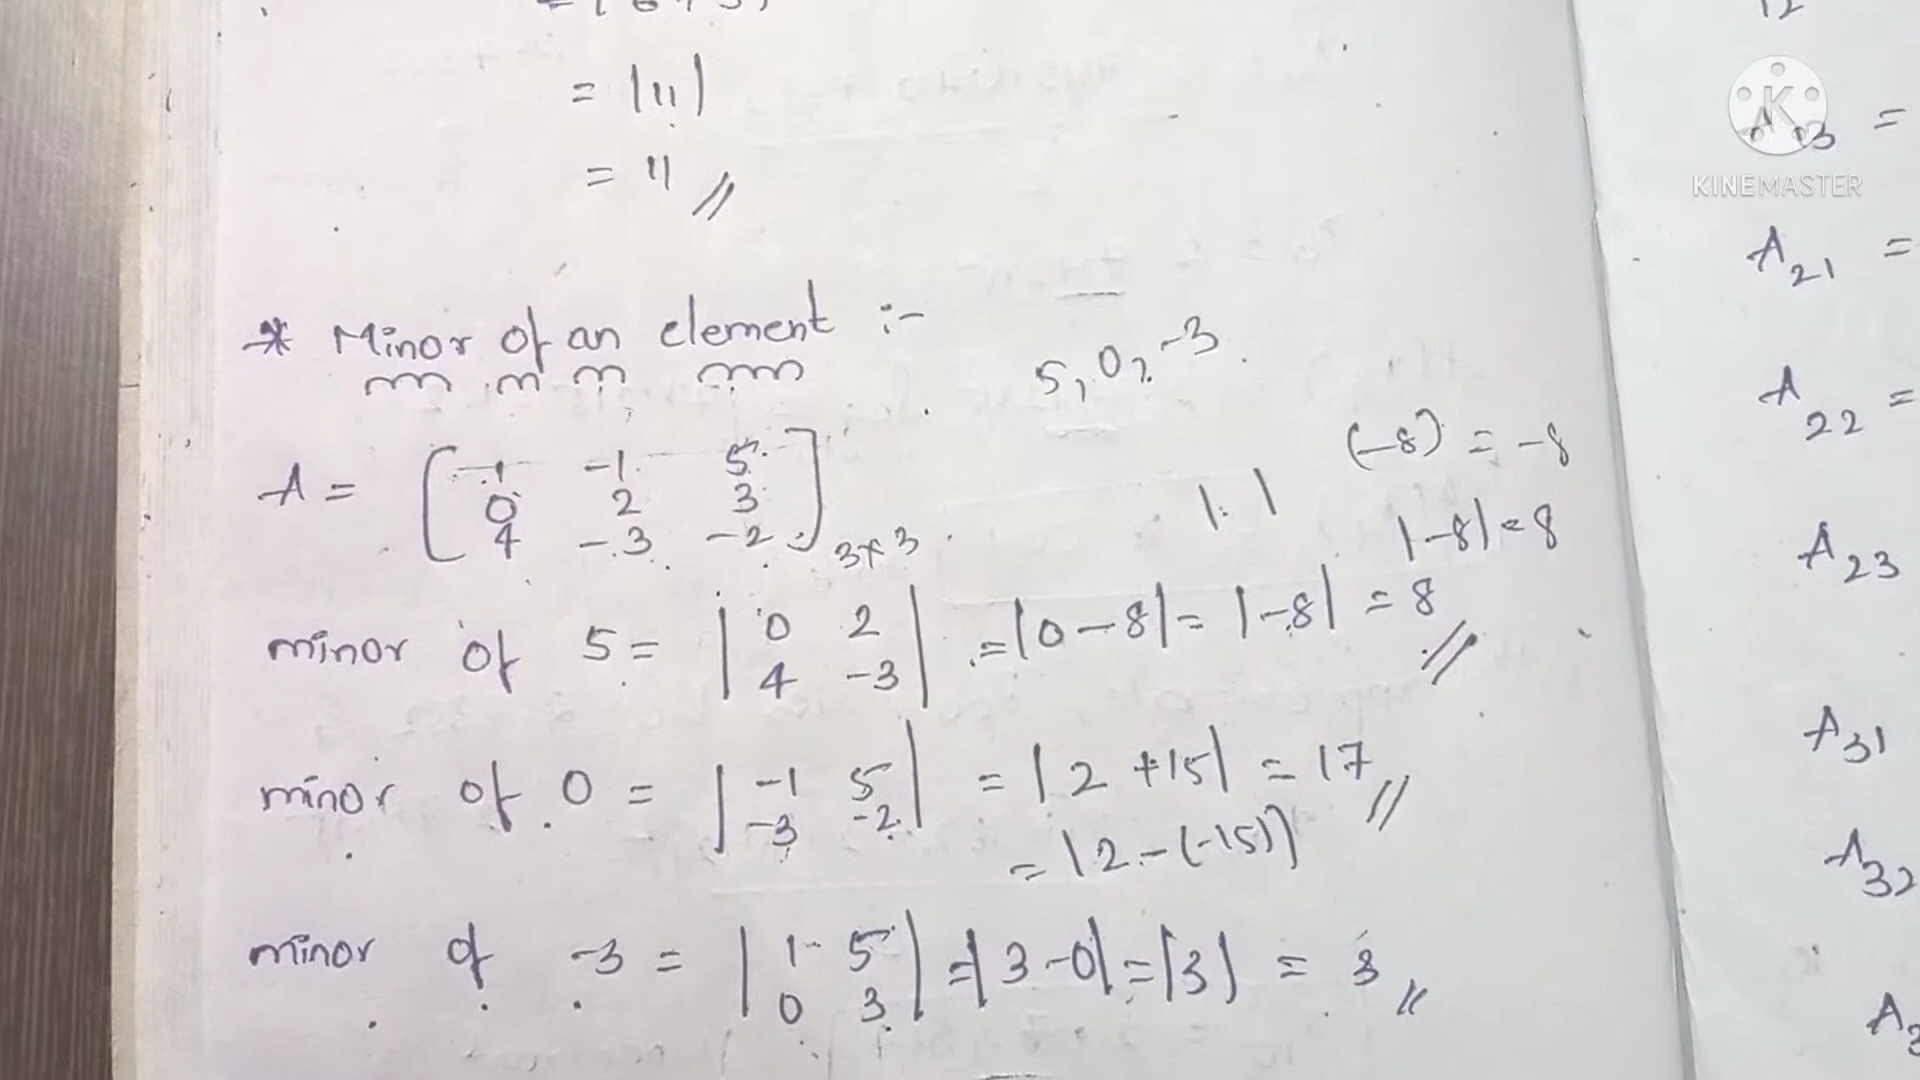 = |11|
= 11 //
* Minor of an element :-
5, 0, -3.
A = [ 1 -1 5
0 2 3
4 -3 -2 ] 3×3
| . |
(-8) = -8
|-8| = 8
minor of 5 = | 0 2
4 -3 | = |0-8| = |-8| = 8 //
minor of 0 = | -1 5
-3 -2 | = |2 +15| = 17 //
= |2-(-15)|
minor of -3 = | 1 5
0 3 | = |3-0| = |3| = 3 //
12
13 =
KINEMASTER
A21 =
A22 =
A23
A31
A32
A3